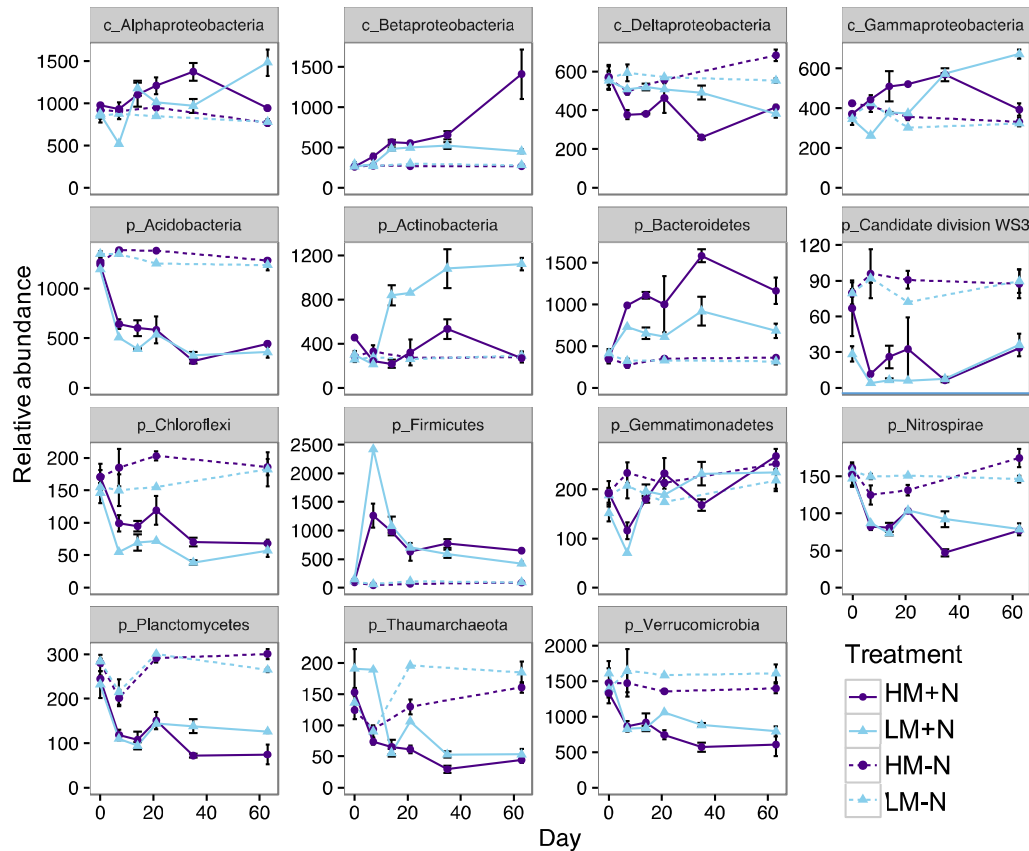 c_Alphaproteobacteria
c_Betaproteobacteria
c_Deltaproteobacteria
c_Gammaproteobacteria
1500
1000
500
0
1500
1000
500
0
600
400
200
0
600
400
200
0
p_Acidobacteria
p_Actinobacteria
p_Bacteroidetes
p_Candidate division WS3
1000
500
0
1200
800
400
0
1500
1000
500
0
120
90
60
30
0
p_Chloroflexi
p_Firmicutes
p_Gemmatimonadetes
p_Nitrospirae
200
150
100
50
0
2500
2000
1500
1000
500
0
200
100
0
150
100
50
0
p_Planctomycetes
p_Thaumarchaeota
p_Verrucomicrobia
300
200
100
0
200
150
100
50
0
2000
1500
1000
500
0
0 20 40 60
0 20 40 60
0 20 40 60
0 20 40 60
Relative abundance
Day
Treatment
HM+N
LM+N
HM-N
LM-N